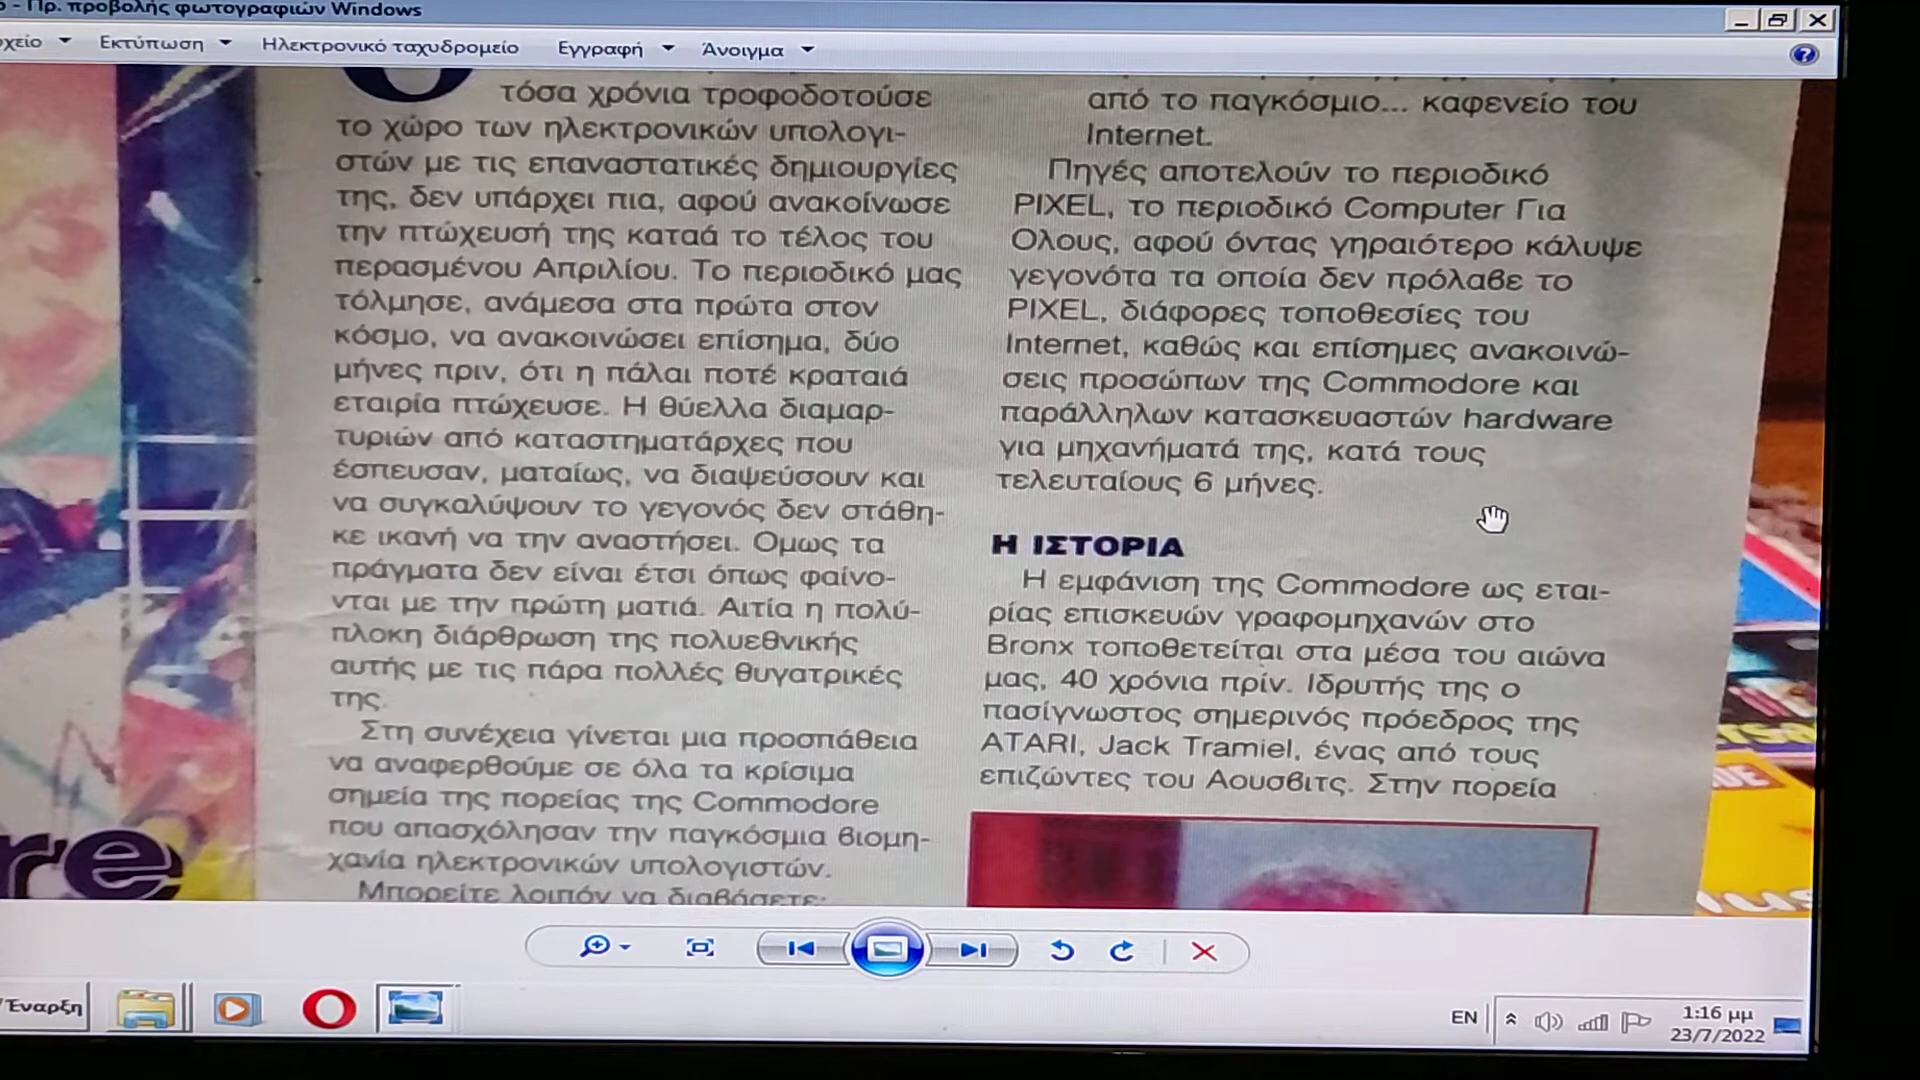 - Πρ. προβολής φωτογραφιών Windows
Εκτύπωση Ηλεκτρονικό ταχυδρομείο Εγγραφή Άνοιγμα
τόσα χρόνια τροφοδοτούσε
το χώρο των ηλεκτρονικών υπολογι-
στών με τις επαναστατικές δημιουργίες
της, δεν υπάρχει πια, αφού ανακοίνωσε
την πτώχευσή της καταά το τέλος του
περασμένου Απριλίου. Το περιοδικό μας
τόλμησε, ανάμεσα στα πρώτα στον
κόσμο, να ανακοινώσει επίσημα, δύο
μήνες πριν, ότι η πάλαι ποτέ κραταιά
εταιρία πτώχευσε. Η θύελλα διαμαρ-
τυριών από καταστηματάρχες που
έσπευσαν, ματαίως, να διαψεύσουν και
να συγκαλύψουν το γεγονός δεν στάθη-
κε ικανή να την αναστήσει. Ομως τα
πράγματα δεν είναι έτσι όπως φαίνο-
νται με την πρώτη ματιά. Αιτία η πολύ-
πλοκη διάρθρωση της πολυεθνικής
αυτής με τις πάρα πολλές θυγατρικές
της.
Στη συνέχεια γίνεται μια προσπάθεια
να αναφερθούμε σε όλα τα κρίσιμα
σημεία της πορείας της Commodore
που απασχόλησαν την παγκόσμια βιομη-
χανία ηλεκτρονικών υπολογιστών.
Μπορείτε λοιπόν να διαβάσετε:
από το παγκόσμιο... καφενείο του
Internet.
Πηγές αποτελούν το περιοδικό
PIXEL, το περιοδικό Computer Για
Ολους, αφού όντας γηραιότερο κάλυψε
γεγονότα τα οποία δεν πρόλαβε το
PIXEL, διάφορες τοποθεσίες του
Internet, καθώς και επίσημες ανακοινώ-
σεις προσώπων της Commodore και
παράλληλων κατασκευαστών hardware
για μηχανήματά της, κατά τους
τελευταίους 6 μήνες.
Η ΙΣΤΟΡΙΑ
Η εμφάνιση της Commodore ως εται-
ρίας επισκευών γραφομηχανών στο
Bronx τοποθετείται στα μέσα του αιώνα
μας, 40 χρόνια πρίν. Ιδρυτής της ο
πασίγνωστος σημερινός πρόεδρος της
ATARI, Jack Tramiel, ένας από τους
επιζώντες του Αουσβιτς. Στην πορεία
re
Έναρξη
EN
1:16 μμ
23/7/2022